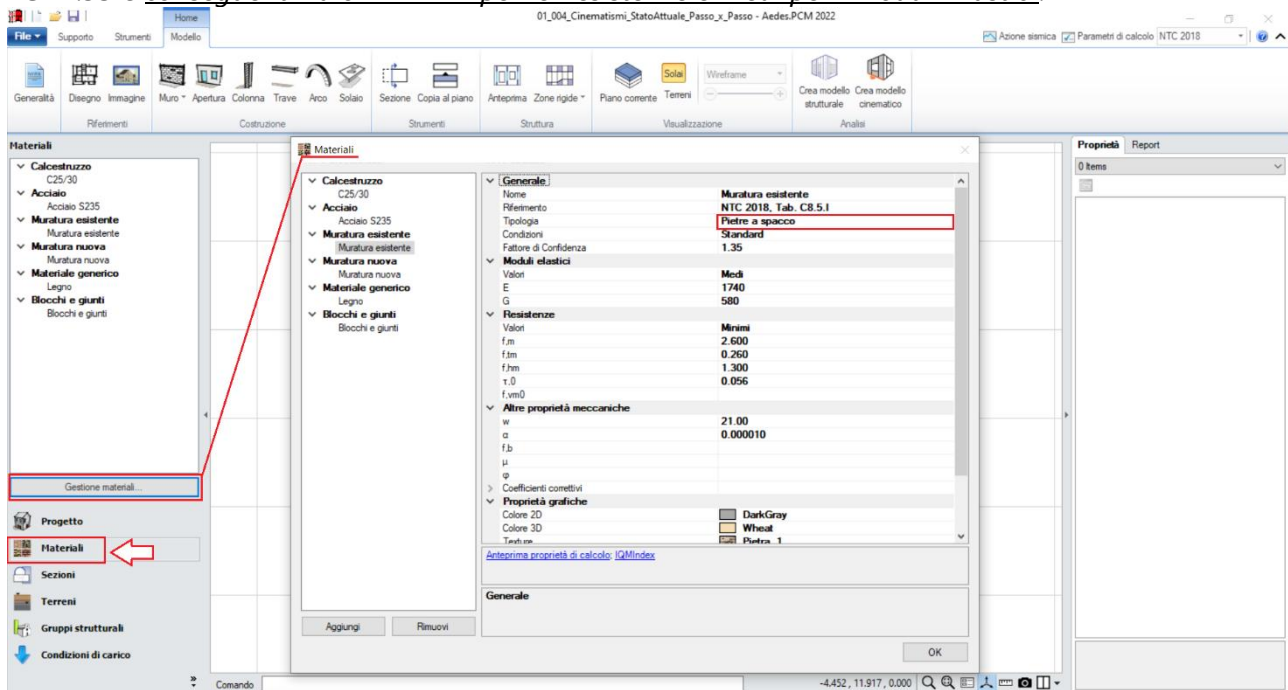 01_004_Cinematismi_StatoAttuale_Passo_x_Passo - Aedes.PCM 2022
Home
File Supporto Strumenti Modello
Azione sismica Parametri di calcolo NTC 2018
Generalità Disegno Immagine Muro Apertura Colonna Trave Arco Solaio Sezione Copia al piano Anteprima Zone rigide Piano corrente Solai Terreni Wireframe Crea modello strutturale Crea modello cinematico
Riferimenti Costruzione Strumenti Struttura Visualizzazione Analisi
Materiali
Calcestruzzo
C25/30
Acciaio
Acciaio S235
Muratura esistente
Muratura esistente
Muratura nuova
Muratura nuova
Materiale generico
Legno
Blocchi e giunti
Blocchi e giunti
Gestione materiali...
Progetto
Materiali
Sezioni
Terreni
Gruppi strutturali
Condizioni di carico
Materiali
Calcestruzzo
C25/30
Acciaio
Acciaio S235
Muratura esistente
Muratura esistente
Muratura nuova
Muratura nuova
Materiale generico
Legno
Blocchi e giunti
Blocchi e giunti
Aggiungi Rimuovi
Generale
Nome Muratura esistente
Riferimento NTC 2018, Tab. C8.5.I
Tipologia Pietre a spacco
Condizioni Standard
Fattore di Confidenza 1.35
Moduli elastici
Valori Medi
E 1740
G 580
Resistenze
Valori Minimi
f,m 2.600
f,tm 0.260
f,hm 1.300
τ,0 0.056
f,vm0
Altre proprietà meccaniche
w 21.00
α 0.000010
f,b
μ
φ
Coefficienti correttivi
Proprietà grafiche
Colore 2D DarkGray
Colore 3D Wheat
Texture Pietra_1
Anteprima proprietà di calcolo: IQMIndex
Generale
OK
Proprietà Report
0 Items
Comando
-4.452 , 11.917 , 0.000